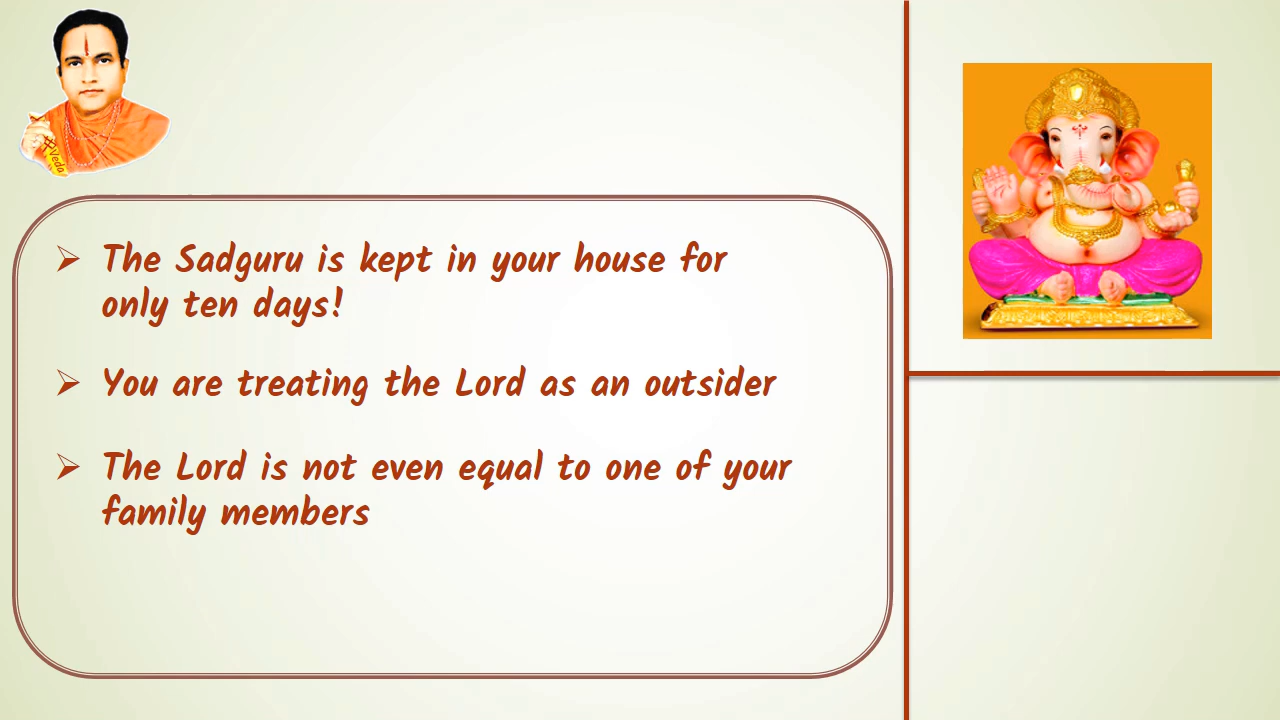 Veda
The Sadguru is kept in your house for
only ten days!
You are treating the Lord as an outsider
The Lord is not even equal to one of your
family members